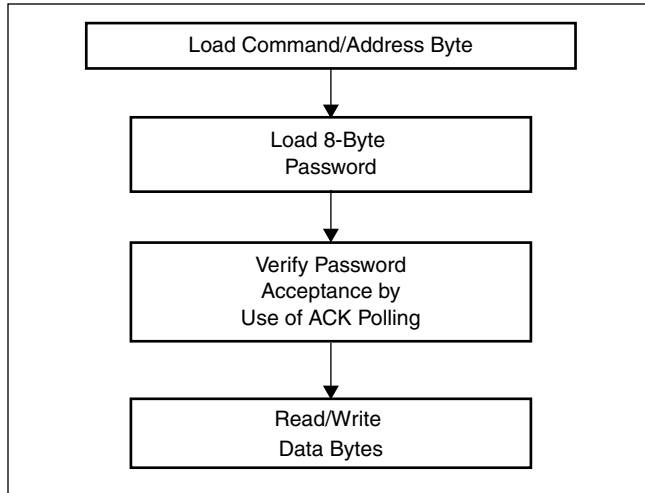 Load Command/Address Byte
Load 8-Byte
Password
Verify Password
Acceptance by
Use of ACK Polling
Read/Write
Data Bytes